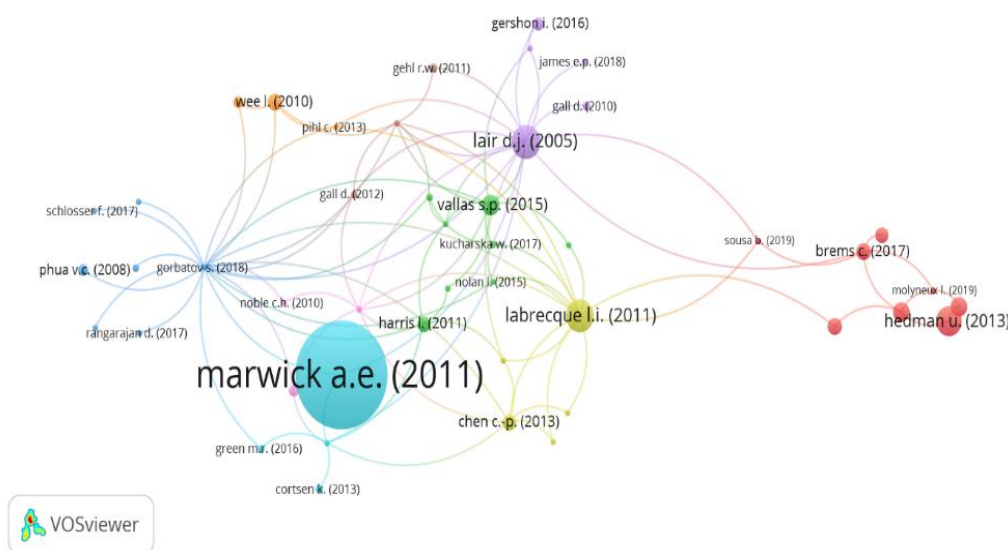 gershon i. (2016)
james e.p. (2018)
gehl r.w. (2011)
wee l. (2010)
gall d. (2010)
pihl c. (2013)
lair d.j. (2005)
gall d. (2012)
vallas s.p. (2015)
schlosser f. (2017)
kucharska w. (2017)
sousa b. (2019)
brems c. (2017)
phua v.c. (2008)
gorbatov s. (2018)
nolan l. (2015)
molyneux l. (2019)
noble c.h. (2010)
labrecque l.i. (2011)
hedman u. (2013)
harris l. (2011)
rangarajan d. (2017)
marwick a.e. (2011)
chen c.-p. (2013)
green m.r. (2016)
cortsen k. (2013)
VOSviewer